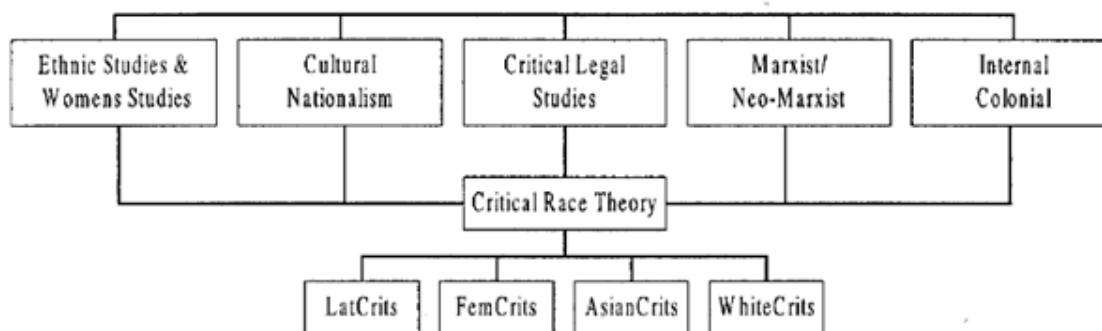 Ethnic Studies &
Womens Studies
Cultural
Nationalism
Critical Legal
Studies
Marxist/
Neo-Marxist
Internal
Colonial
Critical Race Theory
LatCrits
FemCrits
AsianCrits
WhiteCrits